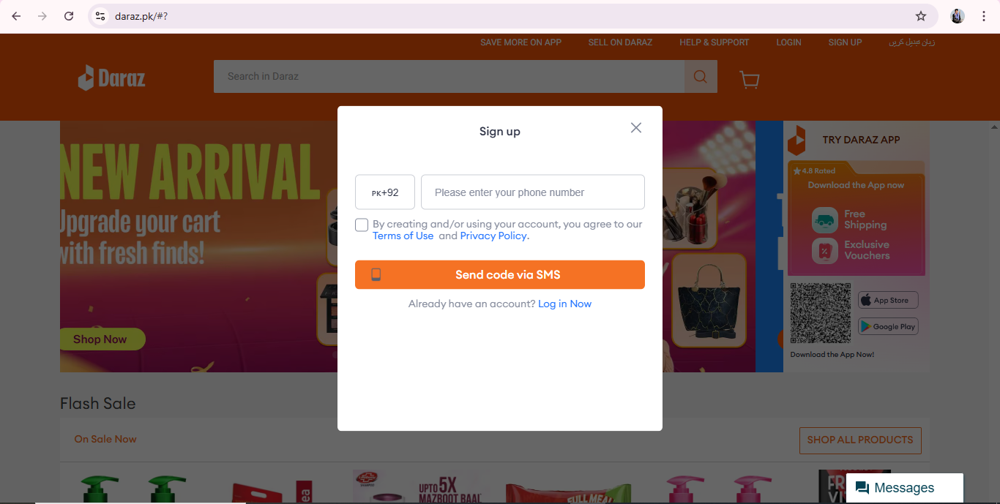 daraz.pk/#?
SAVE MORE ON APP
SELL ON DARAZ
HELP & SUPPORT
LOGIN
SIGN UP
زبان تبدیل کریں
Daraz
Search in Daraz
NEW ARRIVAL
Upgrade your cart
with fresh finds!
Shop Now
Sign up
PK+92
Please enter your phone number
By creating and/or using your account, you agree to our
Terms of Use and Privacy Policy.
Send code via SMS
Already have an account? Log in Now
TRY DARAZ APP
4.8 Rated
Download the App now
Free
Shipping
Exclusive
Vouchers
App Store
Google Play
Download the App Now!
Flash Sale
On Sale Now
SHOP ALL PRODUCTS
UPTO 5X
MAZBOOT BAAL
FULL MEAL
Messages